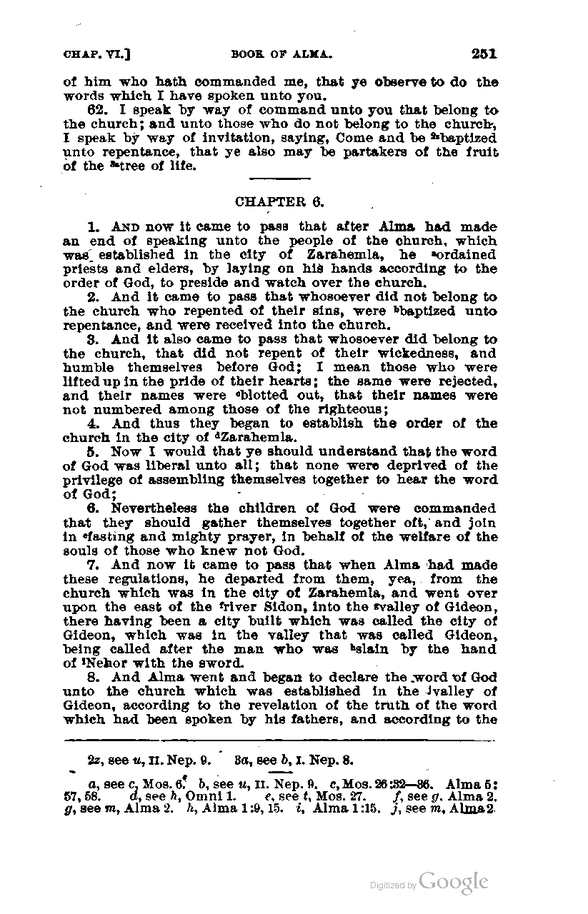 CHAP. VI.] BOOK OF ALMA. 251
of him who hath commanded me, that ye observe to do the
words which I have spoken unto you.
62. I speak by way of command unto you that belong to
the church; and unto those who do not belong to the church,
I speak by way of invitation, saying, Come and be 2zbaptized
unto repentance, that ye also may be partakers of the fruit
of the 3atree of life.
CHAPTER 6.
1. AND now it came to pass that after Alma had made
an end of speaking unto the people of the church, which
was established in the city of Zarahemla, he aordained
priests and elders, by laying on his hands according to the
order of God, to preside and watch over the church.
2. And it came to pass that whosoever did not belong to
the church who repented of their sins, were bbaptized unto
repentance, and were received into the church.
3. And it also came to pass that whosoever did belong to
the church, that did not repent of their wickedness, and
humble themselves before God; I mean those who were
lifted up in the pride of their hearts; the same were rejected,
and their names were cblotted out, that their names were
not numbered among those of the righteous;
4. And thus they began to establish the order of the
church in the city of dZarahemla.
5. Now I would that ye should understand that the word
of God was liberal unto all; that none were deprived of the
privilege of assembling themselves together to hear the word
of God;
6. Nevertheless the children of God were commanded
that they should gather themselves together oft, and join
in efasting and mighty prayer, in behalf of the welfare of the
souls of those who knew not God.
7. And now it came to pass that when Alma had made
these regulations, he departed from them, yea, from the
church which was in the city of Zarahemla, and went over
upon the east of the friver Sidon, into the gvalley of Gideon,
there having been a city built which was called the city of
Gideon, which was in the valley that was called Gideon,
being called after the man who was hslain by the hand
of iNehor with the sword.
8. And Alma went and began to declare the word of God
unto the church which was established in the jvalley of
Gideon, according to the revelation of the truth of the word
which had been spoken by his fathers, and according to the
2z, see u, II. Nep. 9. 3a, see b, I. Nep. 8.
a, see c, Mos. 6. b, see u, II. Nep. 9. c, Mos. 26:32—36. Alma 5:
57, 58. d, see h, Omni 1. e, see t, Mos. 27. f, see g. Alma 2.
g, see m, Alma 2. h, Alma 1:9, 15. i, Alma 1:15. j, see m, Alma 2.
Digitized by Google